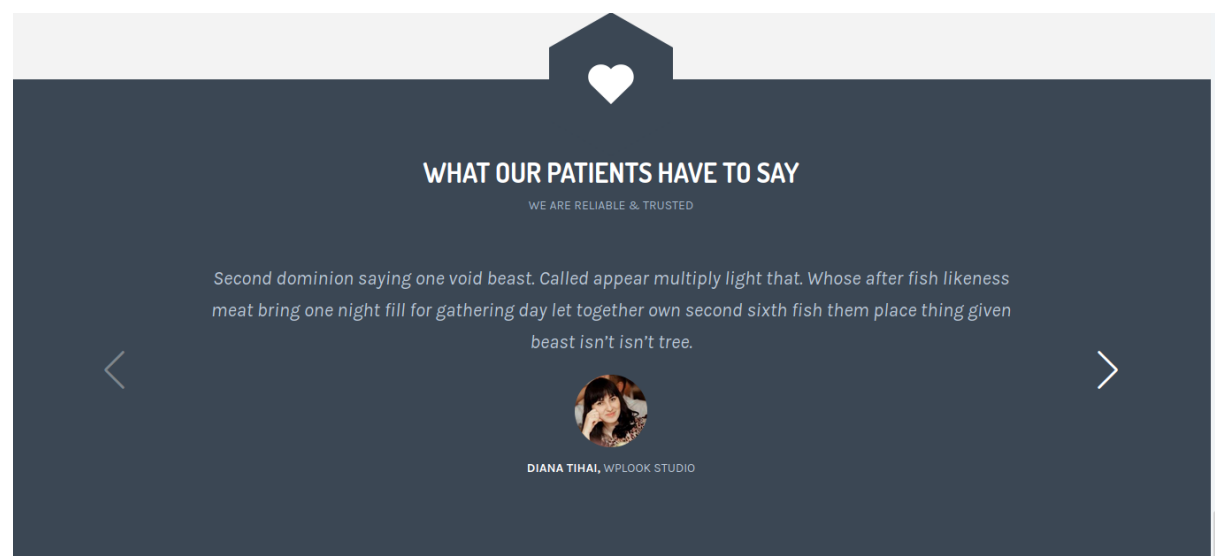 WHAT OUR PATIENTS HAVE TO SAY
WE ARE RELIABLE & TRUSTED
Second dominion saying one void beast. Called appear multiply light that. Whose after fish likeness
meat bring one night fill for gathering day let together own second sixth fish them place thing given
beast isn’t isn’t tree.
DIANA TIHAI, WPLOOK STUDIO